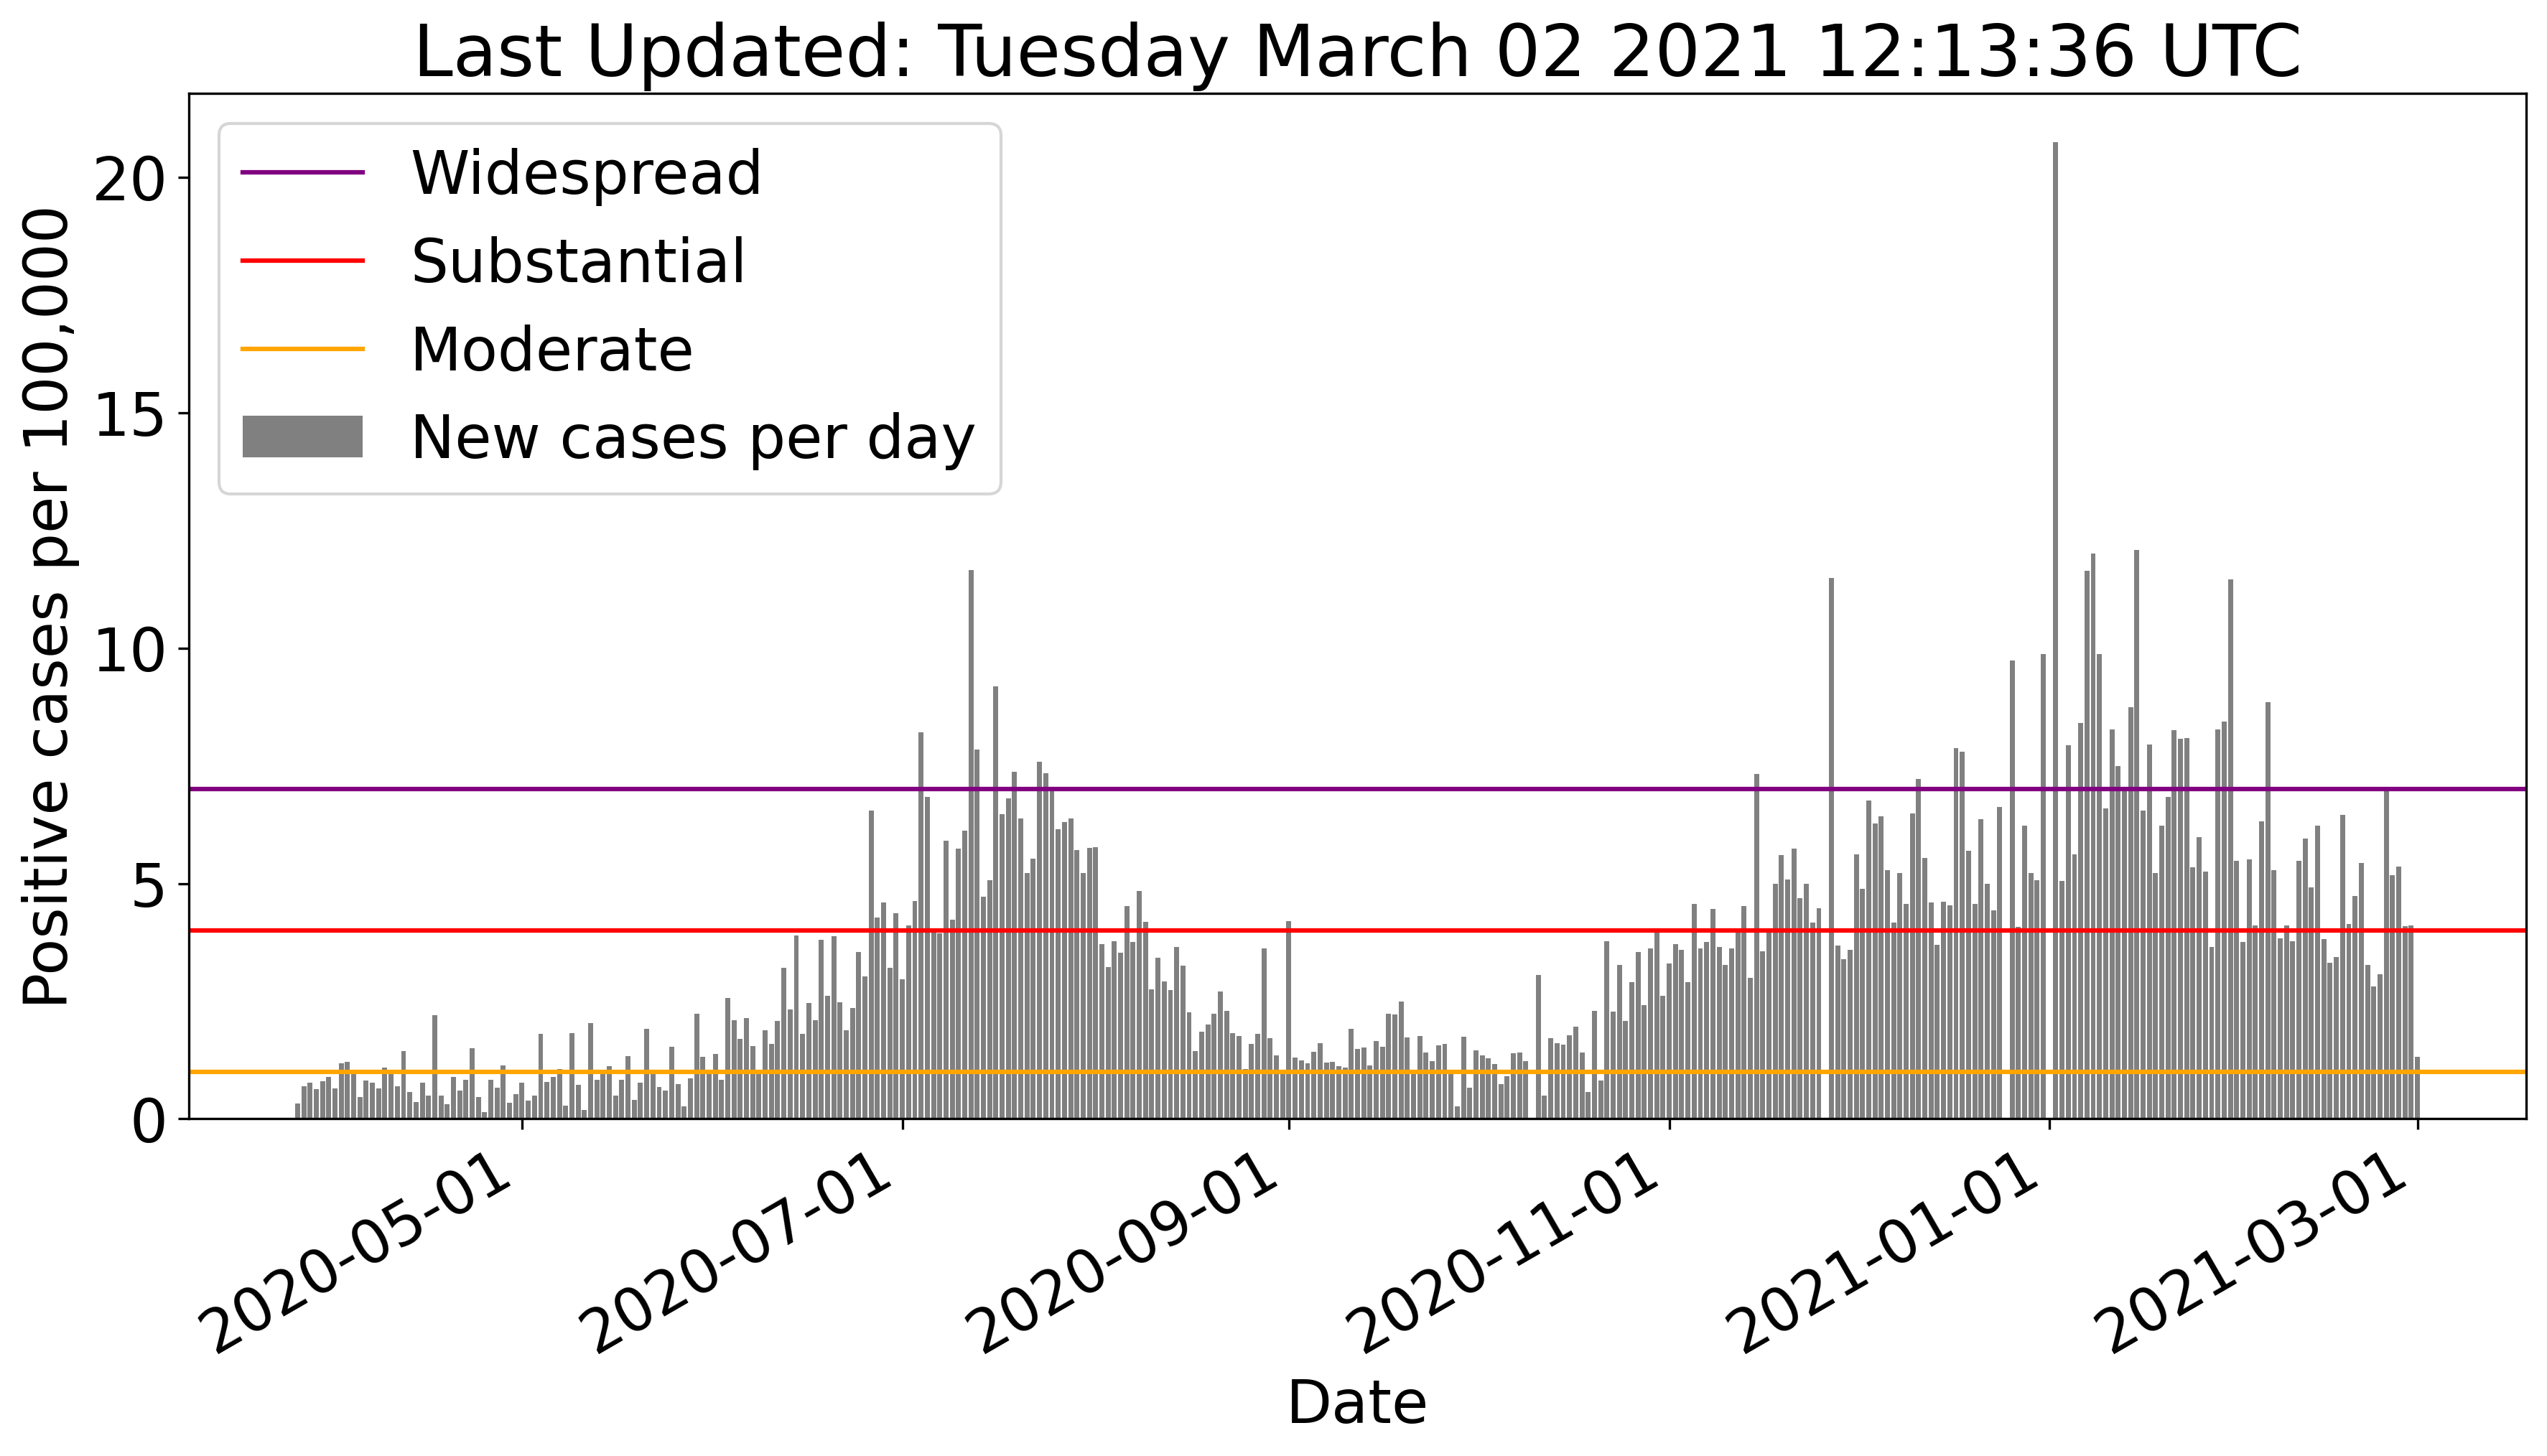 Last Updated: Tuesday March 02 2021 12:13:36 UTC
Widespread
Substantial
Moderate
New cases per day
Positive cases per 100,000
20
15
10
5
0
2020-05-01
2020-07-01
2020-09-01
2020-11-01
2021-01-01
2021-03-01
Date